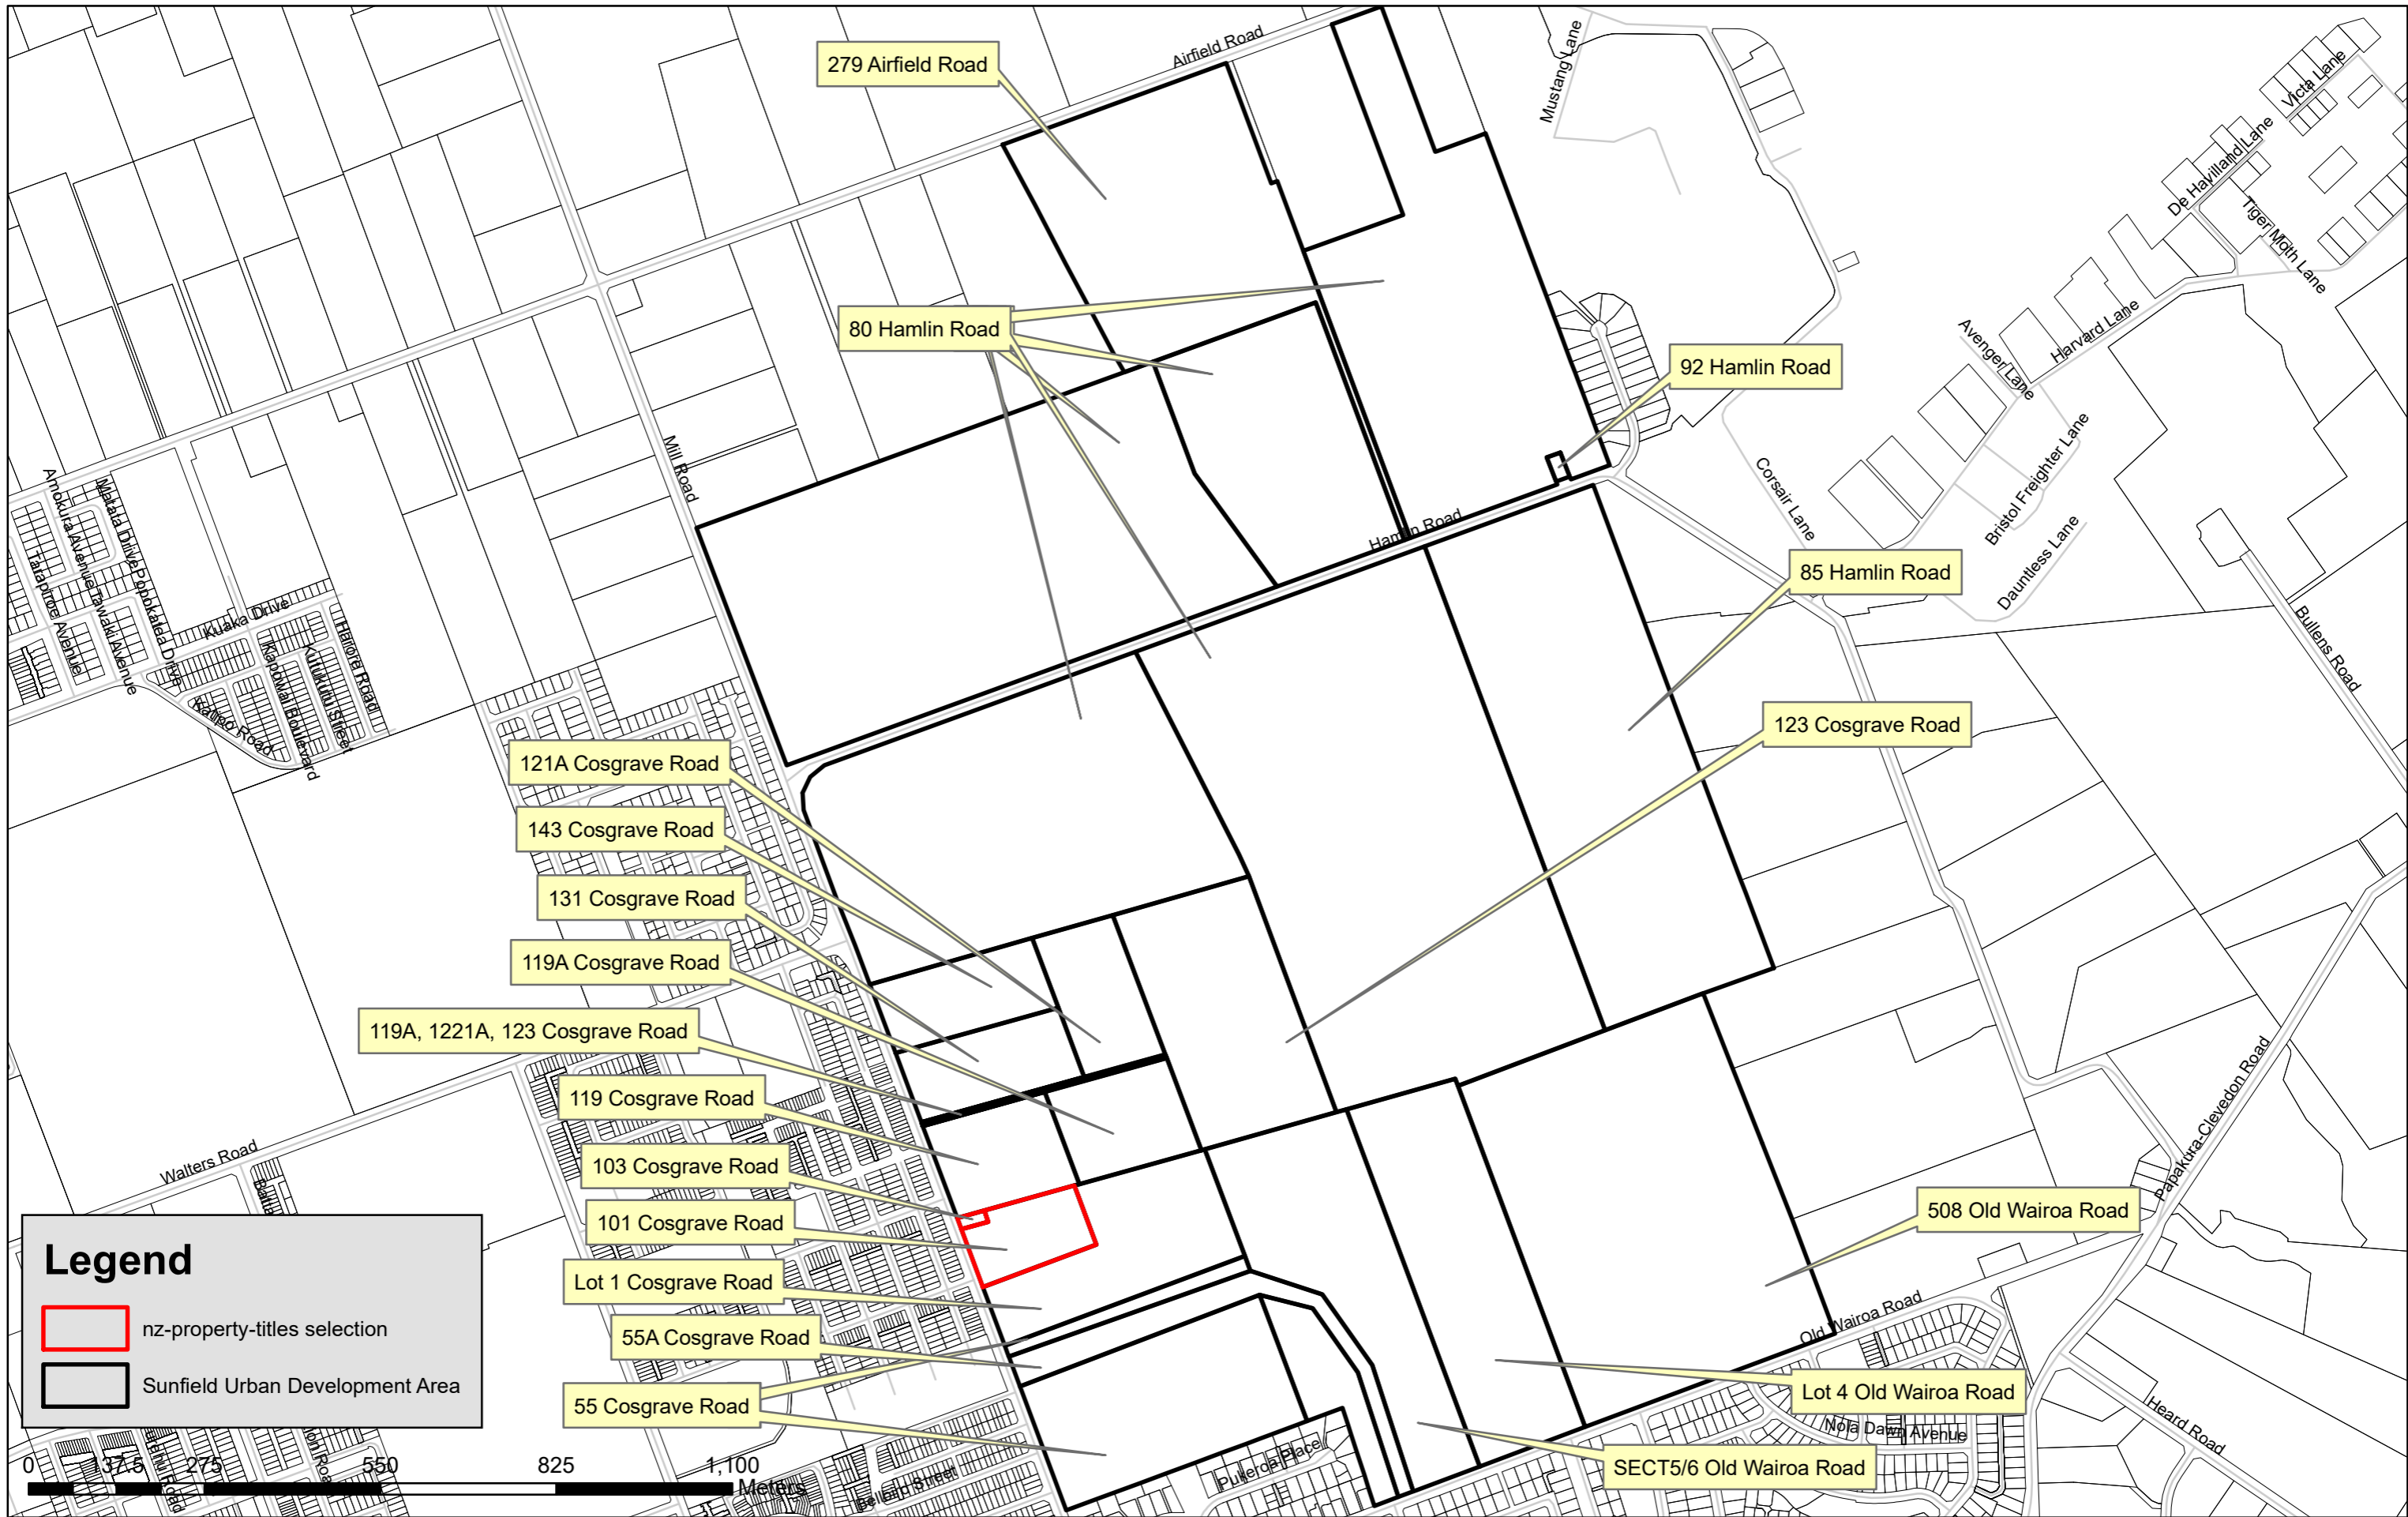 Airfield Road
279 Airfield Road
Mustang Lane
Victa Lane
De Havilland Lane
Tiger Moth Lane
80 Hamlin Road
92 Hamlin Road
Avenger Lane
Harvard Lane
Mill Road
Corsair Lane
Bristol Freighter Lane
Dauntless Lane
Hamlin Road
85 Hamlin Road
Bullens Road
Amokura Avenue
Matata Drive
Popokatea Drive
Tawaki Avenue
Kuaka Drive
Kapowai Boulevard
Kutukutu Street
Katipo Road
123 Cosgrave Road
121A Cosgrave Road
143 Cosgrave Road
131 Cosgrave Road
119A Cosgrave Road
119A, 1221A, 123 Cosgrave Road
119 Cosgrave Road
103 Cosgrave Road
101 Cosgrave Road
Lot 1 Cosgrave Road
55A Cosgrave Road
55 Cosgrave Road
Walters Road
Papakura-Clevedon Road
508 Old Wairoa Road
Old Wairoa Road
Lot 4 Old Wairoa Road
Nola Dawn Avenue
Heard Road
SECT5/6 Old Wairoa Road
Pukeroa Place
Bellbird Street
Legend
nz-property-titles selection
Sunfield Urban Development Area
0 137.5 275 550 825 1,100
Meters